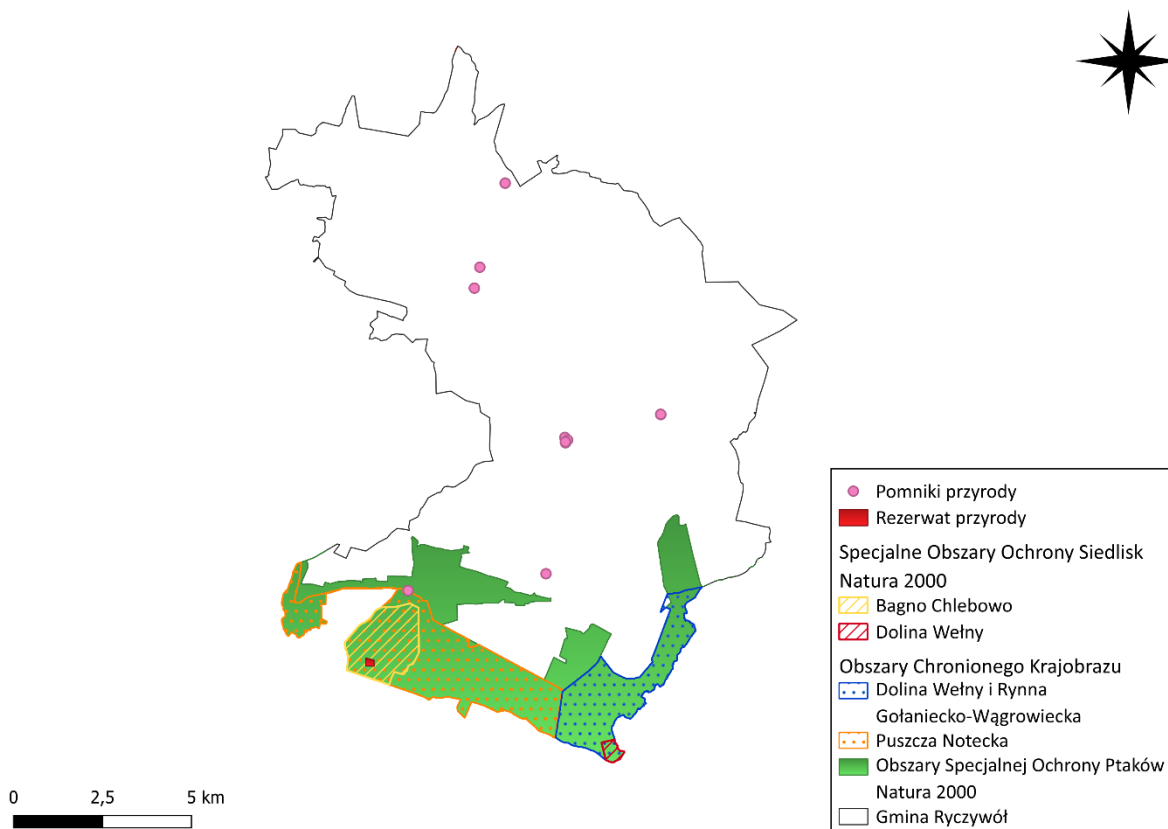 Pomniki przyrody
Rezerwat przyrody
Specjalne Obszary Ochrony Siedlisk
Natura 2000
Bagno Chlebowo
Dolina Wełny
Obszary Chronionego Krajobrazu
Dolina Wełny i Rynna
Gołaniecko-Wągrowiecka
Puszcza Notecka
Obszary Specjalnej Ochrony Ptaków
Natura 2000
Gmina Ryczywół
0 2,5 5 km